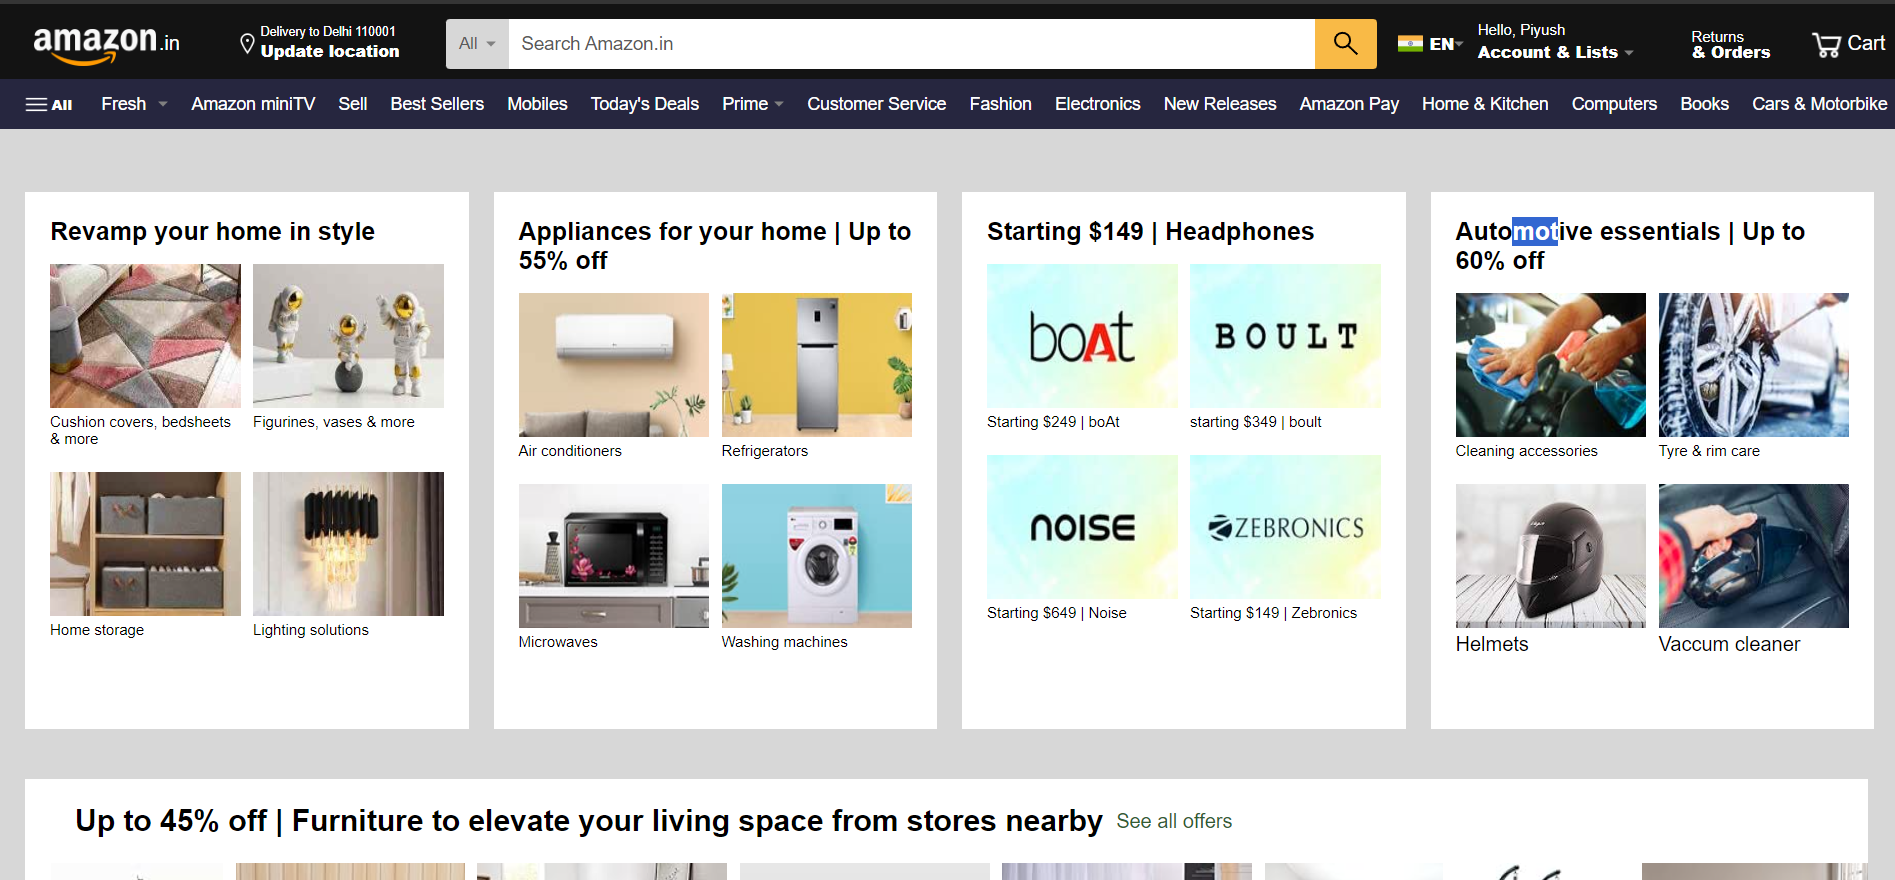 amazon.in
Delivery to Delhi 110001
Update location
All
Search Amazon.in
EN
Hello, Piyush
Account & Lists
Returns
& Orders
Cart
All
Fresh
Amazon miniTV
Sell
Best Sellers
Mobiles
Today's Deals
Prime
Customer Service
Fashion
Electronics
New Releases
Amazon Pay
Home & Kitchen
Computers
Books
Cars & Motorbike
Revamp your home in style
Cushion covers, bedsheets
& more
Figurines, vases & more
Home storage
Lighting solutions
Appliances for your home | Up to
55% off
Air conditioners
Refrigerators
Microwaves
Washing machines
Starting $149 | Headphones
boAt
BOULT
Starting $249 | boAt
starting $349 | boult
NOISE
ZEBRONICS
Starting $649 | Noise
Starting $149 | Zebronics
Automotive essentials | Up to
60% off
Cleaning accessories
Tyre & rim care
Helmets
Vaccum cleaner
Up to 45% off | Furniture to elevate your living space from stores nearby
See all offers